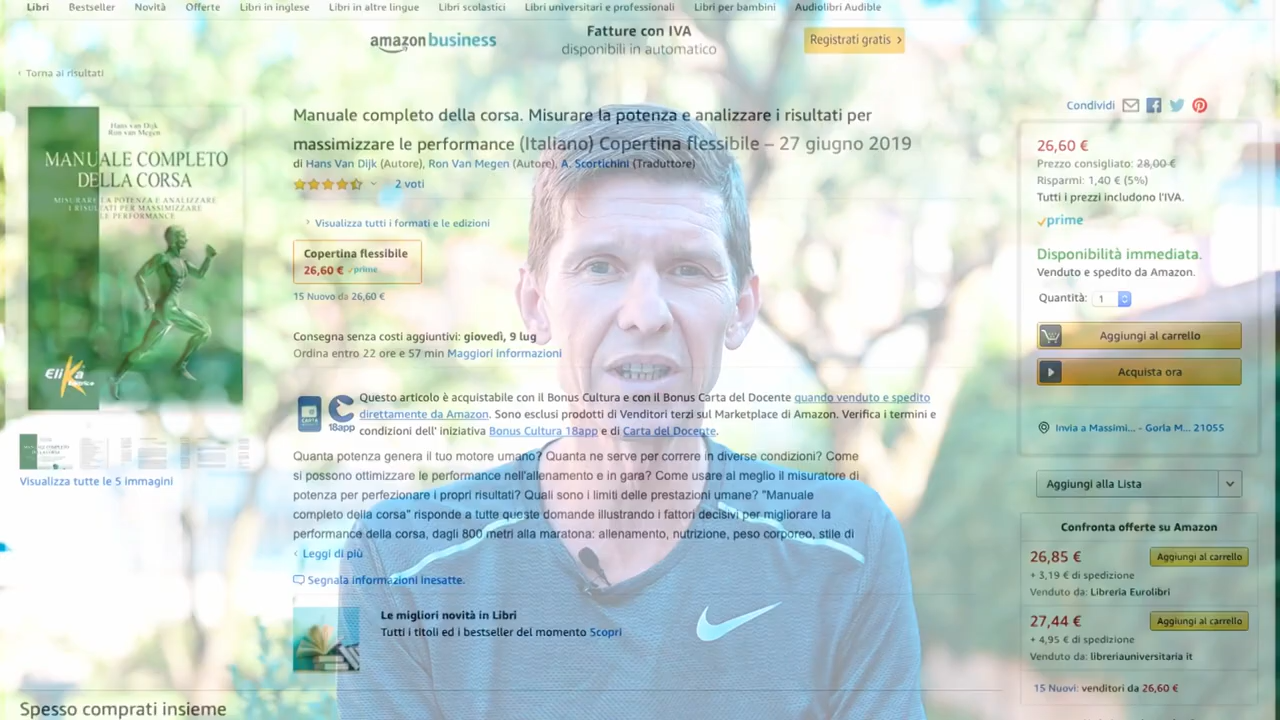 Libri Bestseller Novità Offerte Libri in inglese Libri in altre lingue Libri scolastici Libri universitari e professionali Libri per bambini Audiolibri Audible
amazon business
Fatture con IVA
disponibili in automatico
Registrati gratis ›
‹ Torna ai risultati
Hans van Dijk
Ron van Megen
MANUALE COMPLETO
DELLA CORSA
MISURARE LA POTENZA E ANALIZZARE
I RISULTATI PER MASSIMIZZARE
LE PERFORMANCE
Elika
Editrice
Visualizza tutte le 5 immagini
Manuale completo della corsa. Misurare la potenza e analizzare i risultati per
massimizzare le performance (Italiano) Copertina flessibile – 27 giugno 2019
di Hans Van Dijk (Autore), Ron Van Megen (Autore), A. Scortichini (Traduttore)
2 voti
› Visualizza tutti i formati e le edizioni
Copertina flessibile
26,60 € prime
15 Nuovo da 26,60 €
Consegna senza costi aggiuntivi: giovedì, 9 lug
Ordina entro 22 ore e 57 min Maggiori informazioni
CARTA
18app
Questo articolo è acquistabile con il Bonus Cultura e con il Bonus Carta del Docente quando venduto e spedito
direttamente da Amazon. Sono esclusi prodotti di Venditori terzi sul Marketplace di Amazon. Verifica i termini e
condizioni dell' iniziativa Bonus Cultura 18app e di Carta del Docente.
Quanta potenza genera il tuo motore umano? Quanta ne serve per correre in diverse condizioni? Come
si possono ottimizzare le performance nell'allenamento e in gara? Come usare al meglio il misuratore di
potenza per perfezionare i propri risultati? Quali sono i limiti delle prestazioni umane? "Manuale
completo della corsa" risponde a tutte queste domande illustrando i fattori decisivi per migliorare la
performance della corsa, dagli 800 metri alla maratona: allenamento, nutrizione, peso corporeo, stile di
‹ Leggi di più
Segnala informazioni inesatte.
Le migliori novità in Libri
Tutti i titoli ed i bestseller del momento Scopri
Spesso comprati insieme
Condividi
26,60 €
Prezzo consigliato: 28,00 €
Risparmi: 1,40 € (5%)
Tutti i prezzi includono l'IVA.
prime
Disponibilità immediata.
Venduto e spedito da Amazon.
Quantità: 1
Aggiungi al carrello
Acquista ora
Invia a Massimi... - Gorla M... 21055
Aggiungi alla Lista
Confronta offerte su Amazon
26,85 € Aggiungi al carrello
+ 3,19 € di spedizione
Venduto da: Libreria Eurolibri
27,44 € Aggiungi al carrello
+ 4,95 € di spedizione
Venduto da: libreriauniversitaria it
15 Nuovi: venditori da 26,60 €